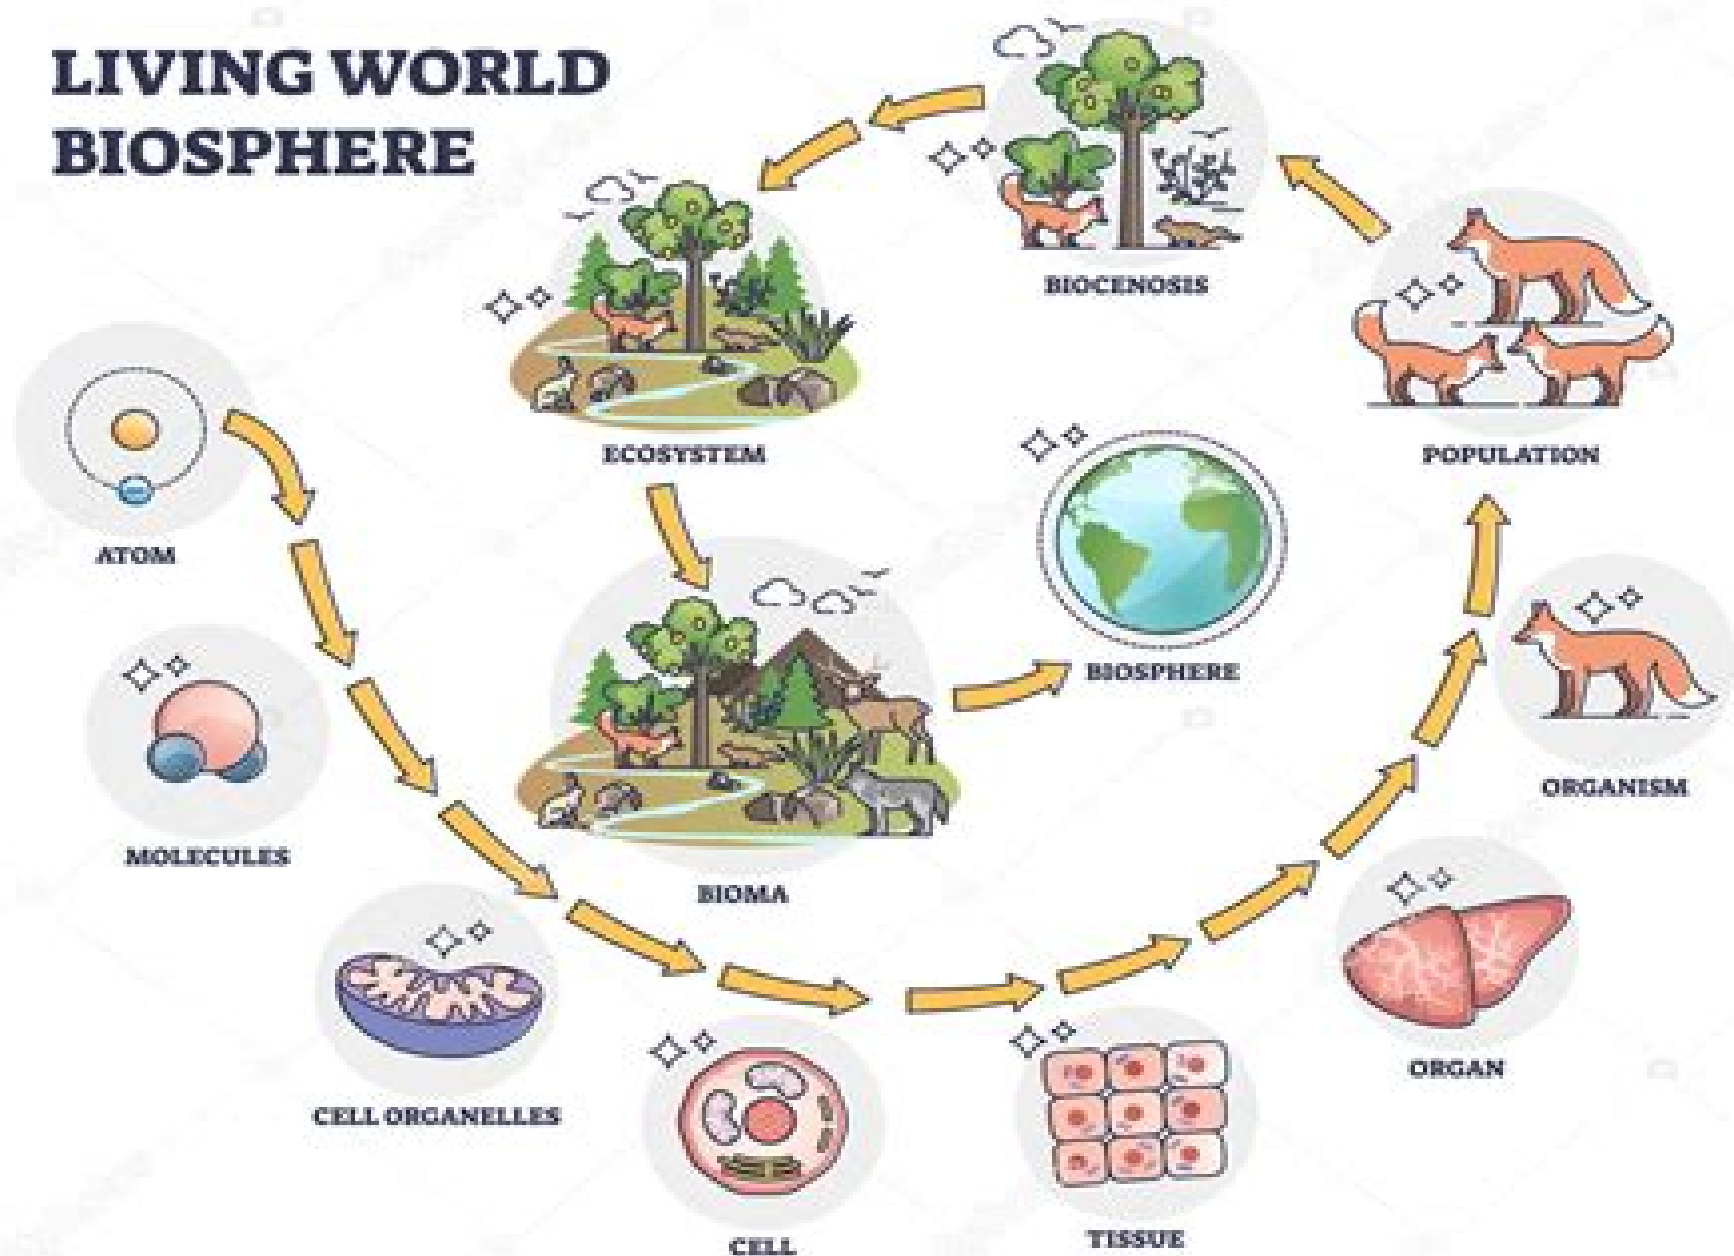 LIVING WORLD
BIOSPHERE
ATOM
MOLECULES
CELL ORGANELLES
CELL
TISSUE
ORGAN
ORGANISM
POPULATION
BIOCENOSIS
ECOSYSTEM
BIOMA
BIOSPHERE